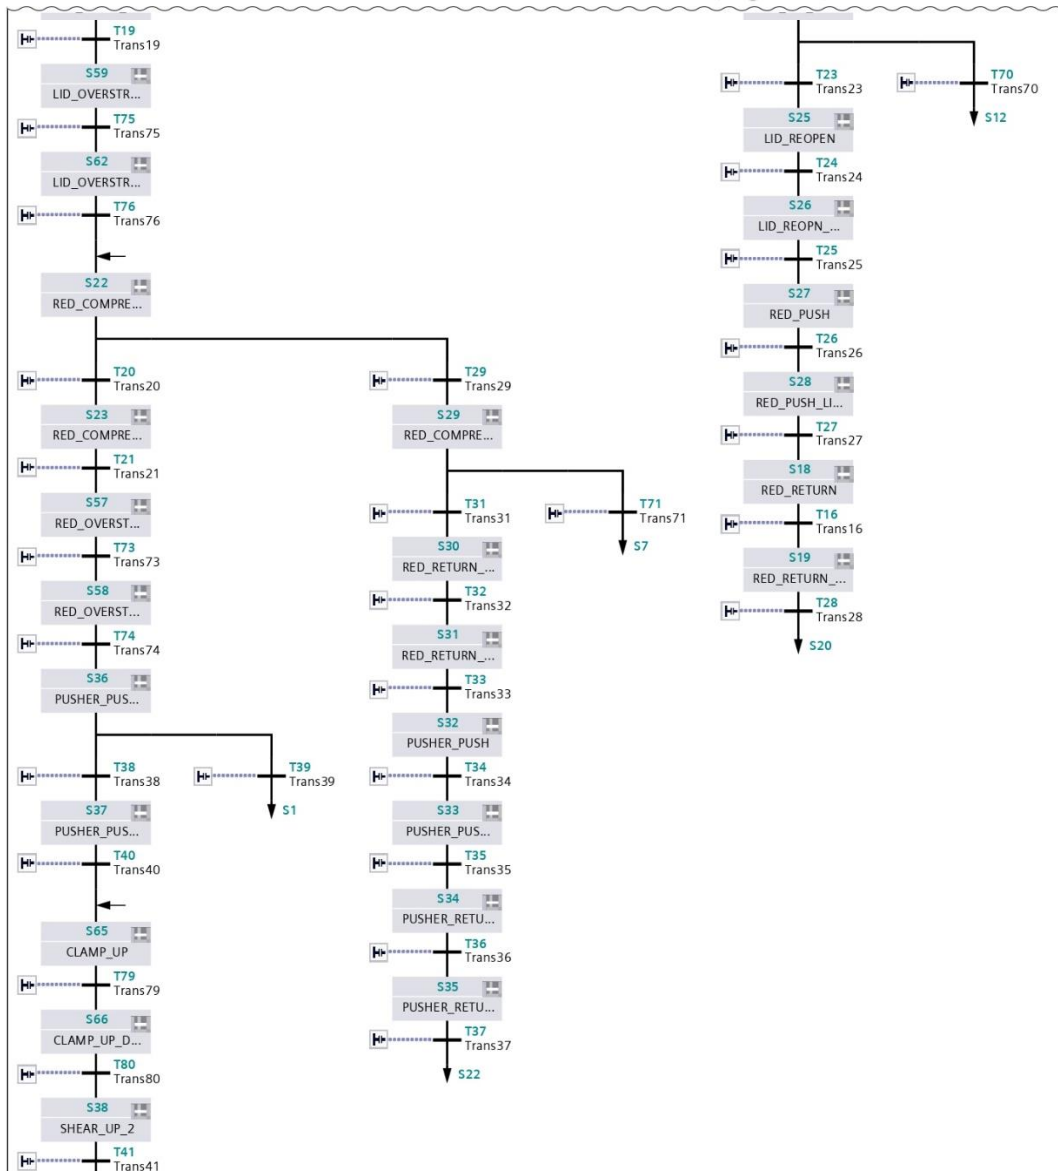 T19
Trans19
S59
LID_OVERSTR...
T75
Trans75
S62
LID_OVERSTR...
T76
Trans76
S22
RED_COMPRE...
T20
Trans20
S23
RED_COMPRE...
T21
Trans21
S57
RED_OVERST...
T73
Trans73
S58
RED_OVERST...
T74
Trans74
S36
PUSHER_PUS...
T38
Trans38
T39
Trans39
S1
S37
PUSHER_PUS...
T40
Trans40
S65
CLAMP_UP
T79
Trans79
S66
CLAMP_UP_D...
T80
Trans80
S38
SHEAR_UP_2
T41
Trans41
T29
Trans29
S29
RED_COMPRE...
T31
Trans31
T71
Trans71
S7
S30
RED_RETURN_...
T32
Trans32
S31
RED_RETURN_...
T33
Trans33
S32
PUSHER_PUSH
T34
Trans34
S33
PUSHER_PUS...
T35
Trans35
S34
PUSHER_RETU...
T36
Trans36
S35
PUSHER_RETU...
T37
Trans37
S22
T23
Trans23
T70
Trans70
S12
S25
LID_REOPEN
T24
Trans24
S26
LID_REOPN_...
T25
Trans25
S27
RED_PUSH
T26
Trans26
S28
RED_PUSH_LI...
T27
Trans27
S18
RED_RETURN
T16
Trans16
S19
RED_RETURN_...
T28
Trans28
S20